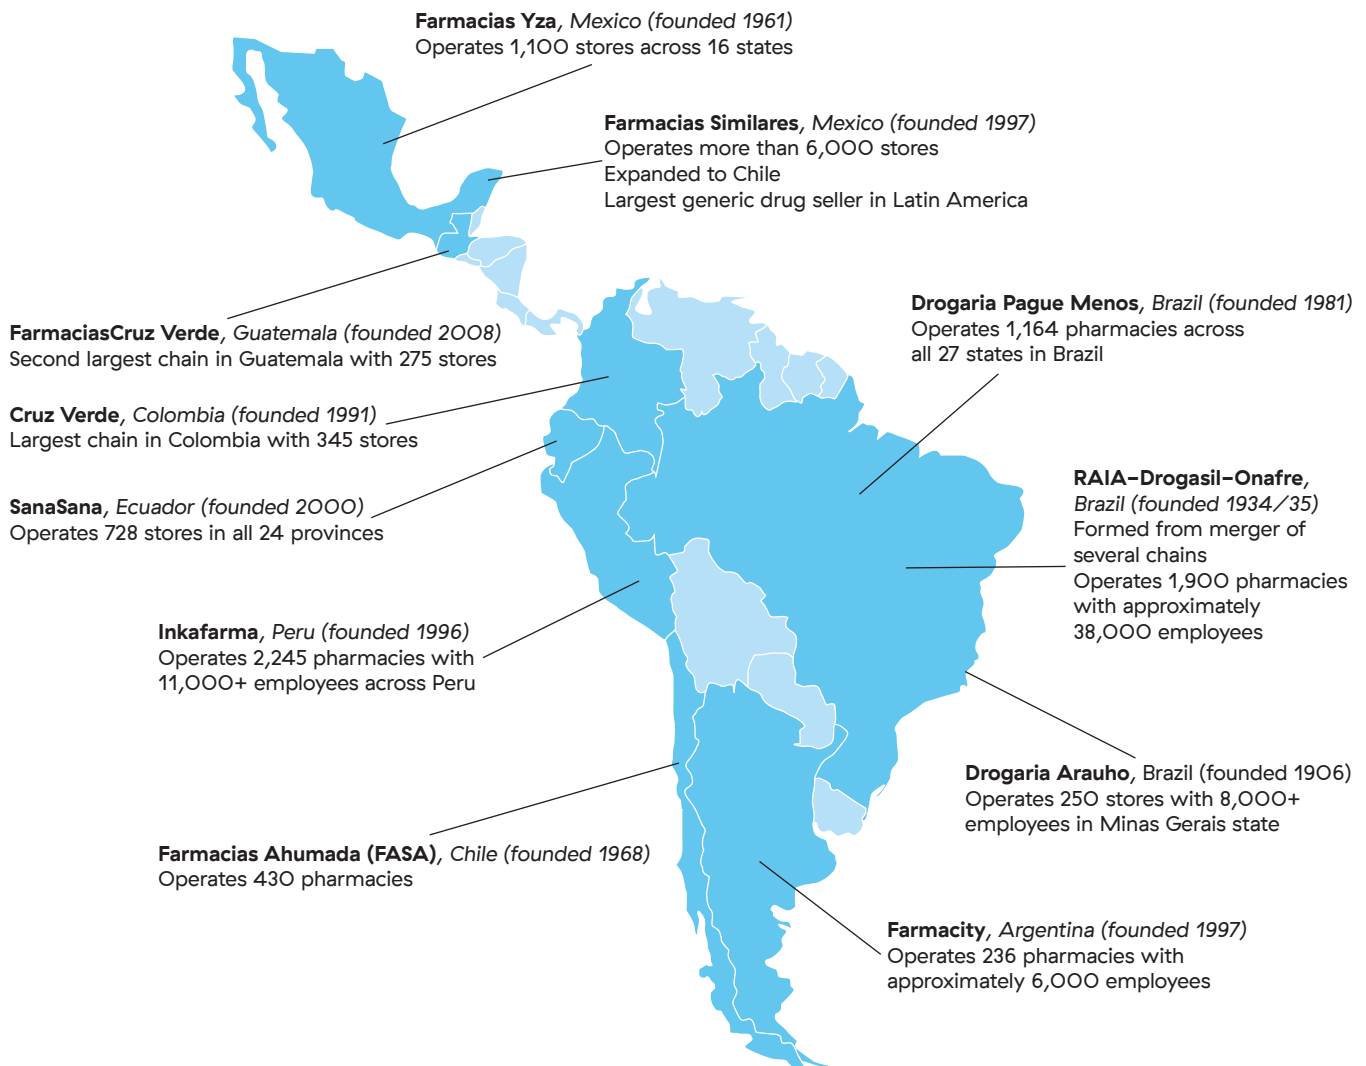 Farmacias Yza, Mexico (founded 1961)
Operates 1,100 stores across 16 states
Farmacias Similares, Mexico (founded 1997)
Operates more than 6,000 stores
Expanded to Chile
Largest generic drug seller in Latin America
FarmaciasCruz Verde, Guatemala (founded 2008)
Second largest chain in Guatemala with 275 stores
Drogaria Pague Menos, Brazil (founded 1981)
Operates 1,164 pharmacies across
all 27 states in Brazil
Cruz Verde, Colombia (founded 1991)
Largest chain in Colombia with 345 stores
SanaSana, Ecuador (founded 2000)
Operates 728 stores in all 24 provinces
RAIA–Drogasil–Onafre,
Brazil (founded 1934/35)
Formed from merger of
several chains
Operates 1,900 pharmacies
with approximately
38,000 employees
Inkafarma, Peru (founded 1996)
Operates 2,245 pharmacies with
11,000+ employees across Peru
Drogaria Arauho, Brazil (founded 1906)
Operates 250 stores with 8,000+
employees in Minas Gerais state
Farmacias Ahumada (FASA), Chile (founded 1968)
Operates 430 pharmacies
Farmacity, Argentina (founded 1997)
Operates 236 pharmacies with
approximately 6,000 employees